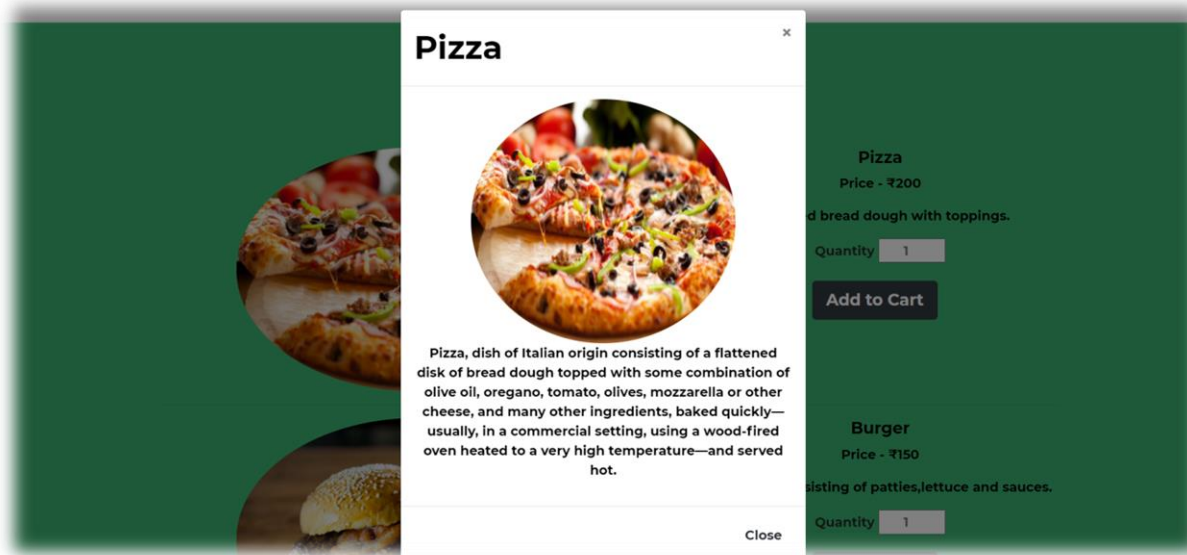 Pizza
×
Pizza, dish of Italian origin consisting of a flattened
disk of bread dough topped with some combination of
olive oil, oregano, tomato, olives, mozzarella or other
cheese, and many other ingredients, baked quickly—
usually, in a commercial setting, using a wood-fired
oven heated to a very high temperature—and served
hot.
Close
Pizza
Price - ₹200
bread dough with toppings.
Quantity 1
Add to Cart
Burger
Price - ₹150
of patties,lettuce and sauces.
Quantity 1